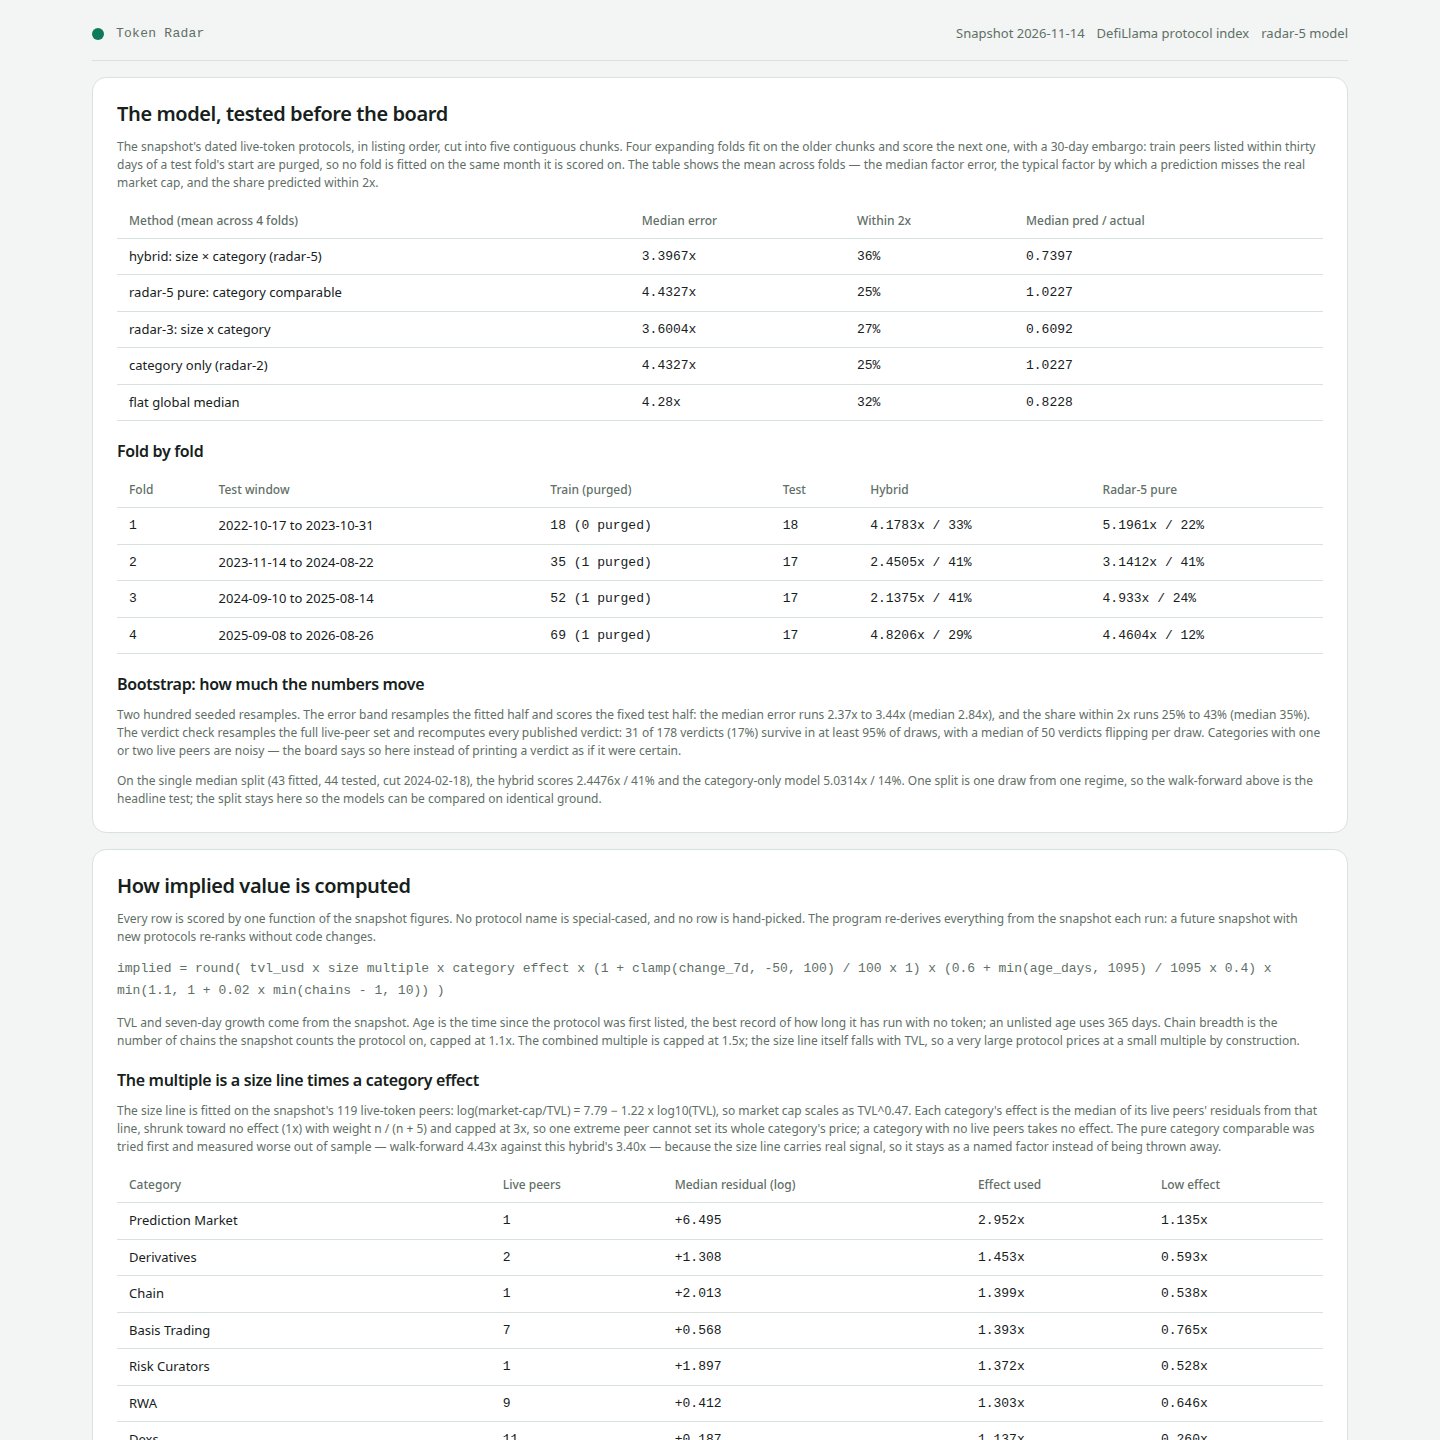 Token Radar
Snapshot 2026-11-14 DefiLlama protocol index radar-5 model
The model, tested before the board
The snapshot's dated live-token protocols, in listing order, cut into five contiguous chunks. Four expanding folds fit on the older chunks and score the next one, with a 30-day embargo: train peers listed within thirty
days of a test fold's start are purged, so no fold is fitted on the same month it is scored on. The table shows the mean across folds — the median factor error, the typical factor by which a prediction misses the real
market cap, and the share predicted within 2x.
Method (mean across 4 folds) Median error Within 2x Median pred / actual
hybrid: size × category (radar-5) 3.3967x 36% 0.7397
radar-5 pure: category comparable 4.4327x 25% 1.0227
radar-3: size x category 3.6004x 27% 0.6092
category only (radar-2) 4.4327x 25% 1.0227
flat global median 4.28x 32% 0.8228
Fold by fold
Fold Test window Train (purged) Test Hybrid Radar-5 pure
1 2022-10-17 to 2023-10-31 18 (0 purged) 18 4.1783x / 33% 5.1961x / 22%
2 2023-11-14 to 2024-08-22 35 (1 purged) 17 2.4505x / 41% 3.1412x / 41%
3 2024-09-10 to 2025-08-14 52 (1 purged) 17 2.1375x / 41% 4.933x / 24%
4 2025-09-08 to 2026-08-26 69 (1 purged) 17 4.8206x / 29% 4.4604x / 12%
Bootstrap: how much the numbers move
Two hundred seeded resamples. The error band resamples the fitted half and scores the fixed test half: the median error runs 2.37x to 3.44x (median 2.84x), and the share within 2x runs 25% to 43% (median 35%).
The verdict check resamples the full live-peer set and recomputes every published verdict: 31 of 178 verdicts (17%) survive in at least 95% of draws, with a median of 50 verdicts flipping per draw. Categories with one
or two live peers are noisy — the board says so here instead of printing a verdict as if it were certain.
On the single median split (43 fitted, 44 tested, cut 2024-02-18), the hybrid scores 2.4476x / 41% and the category-only model 5.0314x / 14%. One split is one draw from one regime, so the walk-forward above is the
headline test; the split stays here so the models can be compared on identical ground.
How implied value is computed
Every row is scored by one function of the snapshot figures. No protocol name is special-cased, and no row is hand-picked. The program re-derives everything from the snapshot each run: a future snapshot with
new protocols re-ranks without code changes.
implied = round( tvl_usd x size multiple x category effect x (1 + clamp(change_7d, -50, 100) / 100 x 1) x (0.6 + min(age_days, 1095) / 1095 x 0.4) x
min(1.1, 1 + 0.02 x min(chains - 1, 10)) )
TVL and seven-day growth come from the snapshot. Age is the time since the protocol was first listed, the best record of how long it has run with no token; an unlisted age uses 365 days. Chain breadth is the
number of chains the snapshot counts the protocol on, capped at 1.1x. The combined multiple is capped at 1.5x; the size line itself falls with TVL, so a very large protocol prices at a small multiple by construction.
The multiple is a size line times a category effect
The size line is fitted on the snapshot's 119 live-token peers: log(market-cap/TVL) = 7.79 − 1.22 x log10(TVL), so market cap scales as TVL^0.47. Each category's effect is the median of its live peers' residuals from that
line, shrunk toward no effect (1x) with weight n / (n + 5) and capped at 3x, so one extreme peer cannot set its whole category's price; a category with no live peers takes no effect. The pure category comparable was
tried first and measured worse out of sample — walk-forward 4.43x against this hybrid's 3.40x — because the size line carries real signal, so it stays as a named factor instead of being thrown away.
Category Live peers Median residual (log) Effect used Low effect
Prediction Market 1 +6.495 2.952x 1.135x
Derivatives 2 +1.308 1.453x 0.593x
Chain 1 +2.013 1.399x 0.538x
Basis Trading 7 +0.568 1.393x 0.765x
Risk Curators 1 +1.897 1.372x 0.528x
RWA 9 +0.412 1.303x 0.646x
Dexs 11 +0.187 1.137x 0.260x